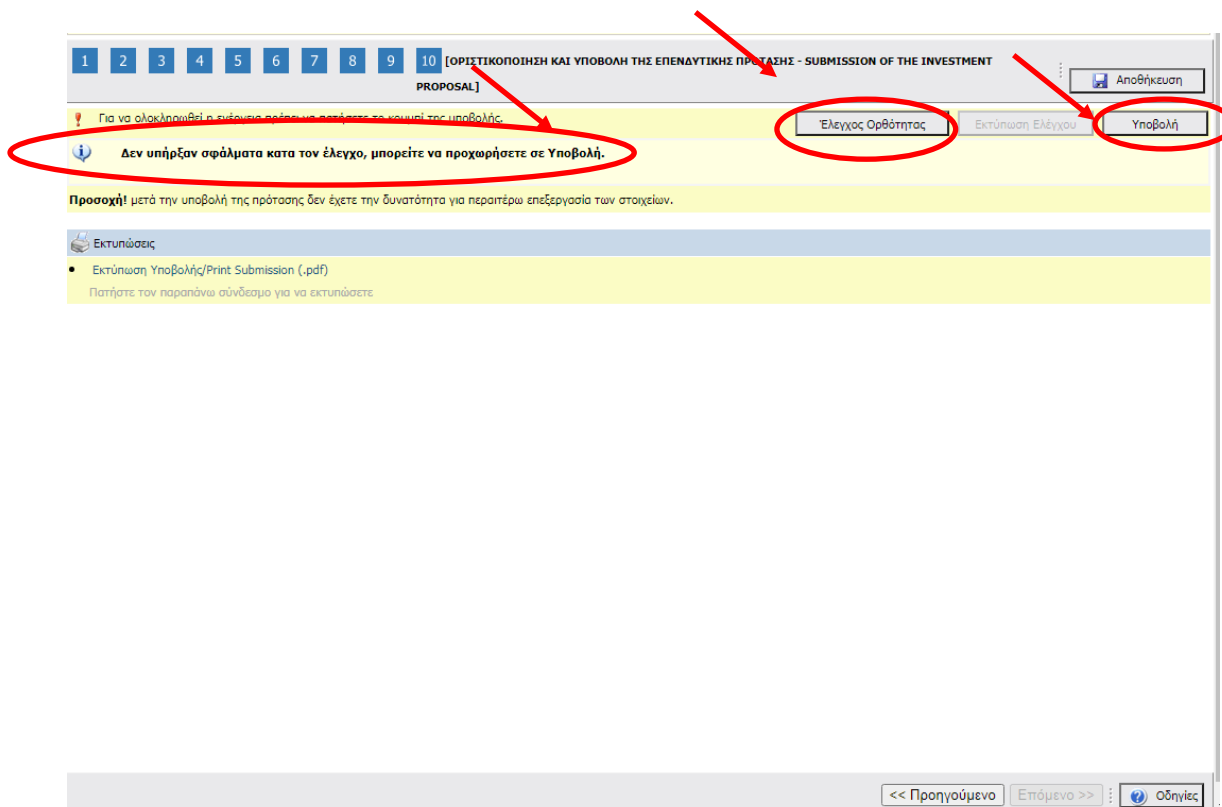 1 2 3 4 5 6 7 8 9 10 [ΟΡΙΣΤΙΚΟΠΟΙΗΣΗ ΚΑΙ ΥΠΟΒΟΛΗ ΤΗΣ ΕΠΕΝΔΥΤΙΚΗΣ ΠΡΟΤΑΣΗΣ - SUBMISSION OF THE INVESTMENT
PROPOSAL]
Αποθήκευση
Για να ολοκληρωθεί η ενέργεια πρέπει να πατήσετε το κουμπί της υποβολής.
Έλεγχος Ορθότητας Εκτύπωση Ελέγχου Υποβολή
Δεν υπήρξαν σφάλματα κατα τον έλεγχο, μπορείτε να προχωρήσετε σε Υποβολή.
Προσοχή! μετά την υποβολή της πρότασης δεν έχετε την δυνατότητα για περαιτέρω επεξεργασία των στοιχείων.
Εκτυπώσεις
• Εκτύπωση Υποβολής/Print Submission (.pdf)
Πατήστε τον παραπάνω σύνδεσμο για να εκτυπώσετε
<< Προηγούμενο Επόμενο >> Οδηγίες